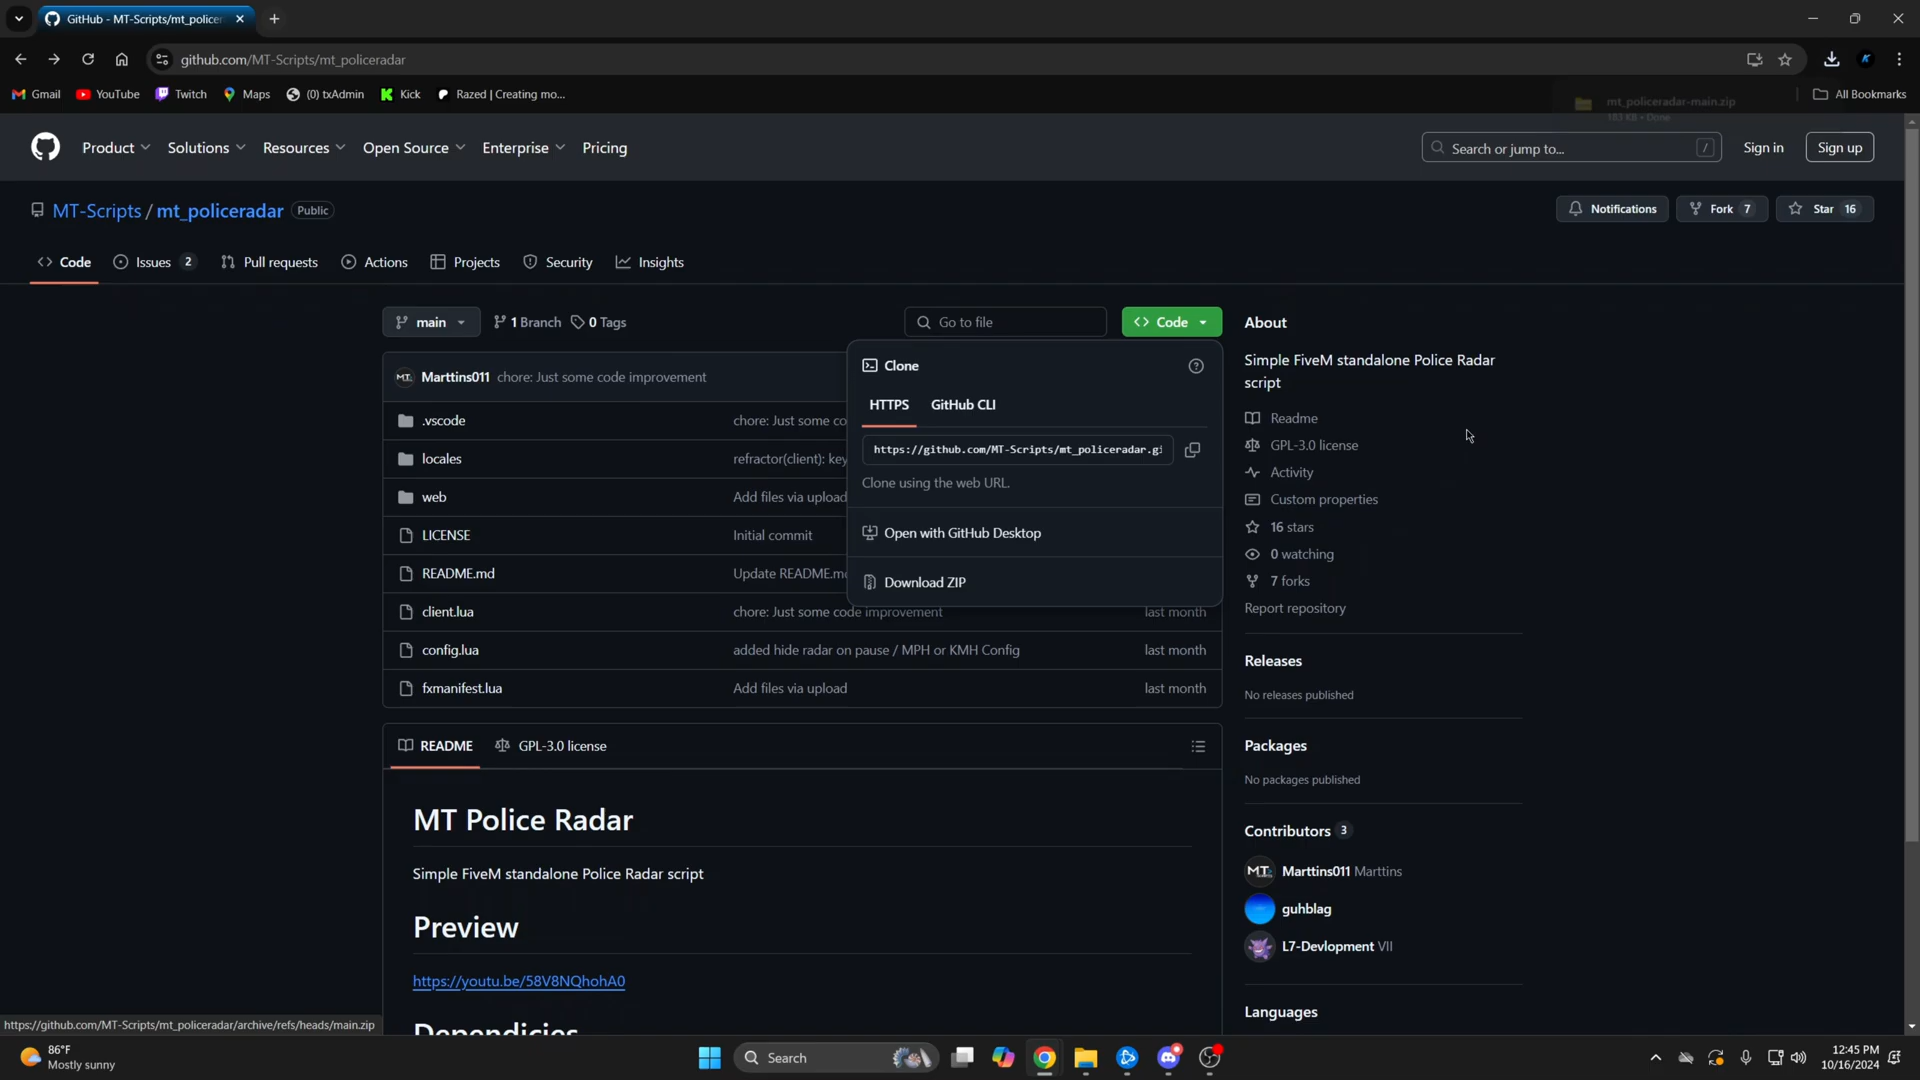 GitHub - MT-Scripts/mt_policer
github.com/MT-Scripts/mt_policeradar
Gmail YouTube Twitch Maps (0) txAdmin Kick Razed | Creating mo... All Bookmarks
mt_policeradar-main.zip
183 KB • Done
Product Solutions Resources Open Source Enterprise Pricing Search or jump to... / Sign in Sign up
MT-Scripts / mt_policeradar Public Notifications Fork 7 Star 16
Code Issues 2 Pull requests Actions Projects Security Insights
main 1 Branch 0 Tags Go to file Code
Marttins011 chore: Just some code improvement
.vscode chore: Just some co
locales refractor(client): key
web Add files via upload
LICENSE Initial commit
README.md Update README.m
client.lua chore: Just some code improvement last month
config.lua added hide radar on pause / MPH or KMH Config last month
fxmanifest.lua Add files via upload last month
Clone
HTTPS GitHub CLI
https://github.com/MT-Scripts/mt_policeradar.gi
Clone using the web URL.
Open with GitHub Desktop
Download ZIP
README GPL-3.0 license
MT Police Radar
Simple FiveM standalone Police Radar script
Preview
https://youtu.be/58V8NQhohA0
Dependicies
About
Simple FiveM standalone Police Radar
script
Readme
GPL-3.0 license
Activity
Custom properties
16 stars
0 watching
7 forks
Report repository
Releases
No releases published
Packages
No packages published
Contributors 3
Marttins011 Marttins
guhblag
L7-Devlopment VII
Languages
https://github.com/MT-Scripts/mt_policeradar/archive/refs/heads/main.zip
86°F
Mostly sunny
Search
12:45 PM
10/16/2024